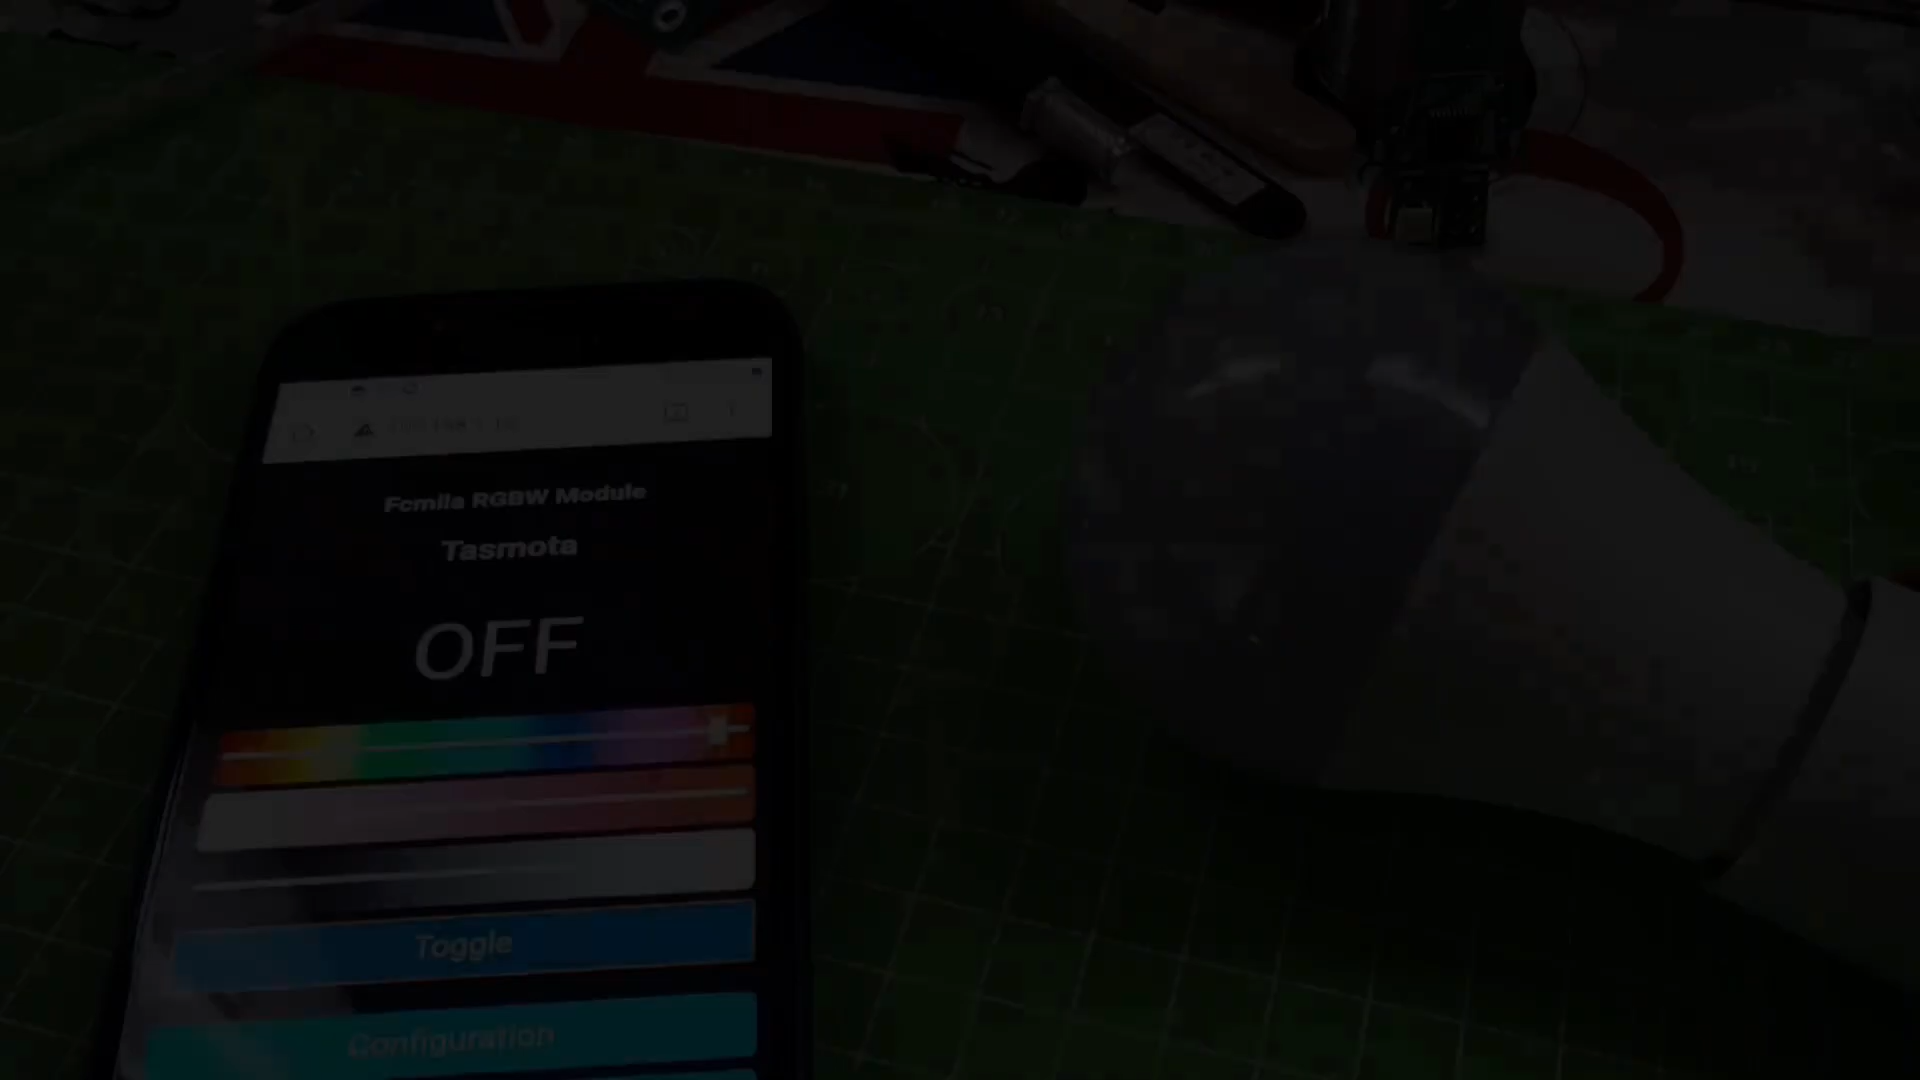 Fcmila RGBW Module
Tasmota
OFF
Toggle
Configuration